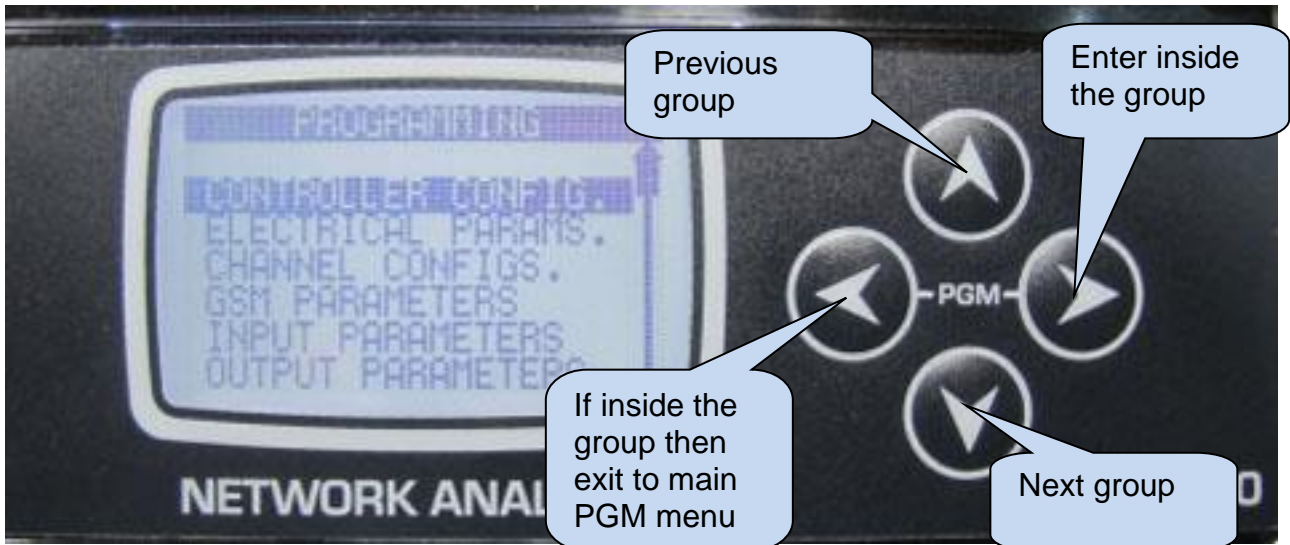 Previous
group
Enter inside
the group
PROGRAMMING
CONTROLLER CONFIG.
ELECTRICAL PARAMS.
CHANNEL CONFIGS.
GSM PARAMETERS
INPUT PARAMETERS
OUTPUT PARAMETERS
-PGM-
If inside the
group then
exit to main
PGM menu
Next group
NETWORK ANAL
0